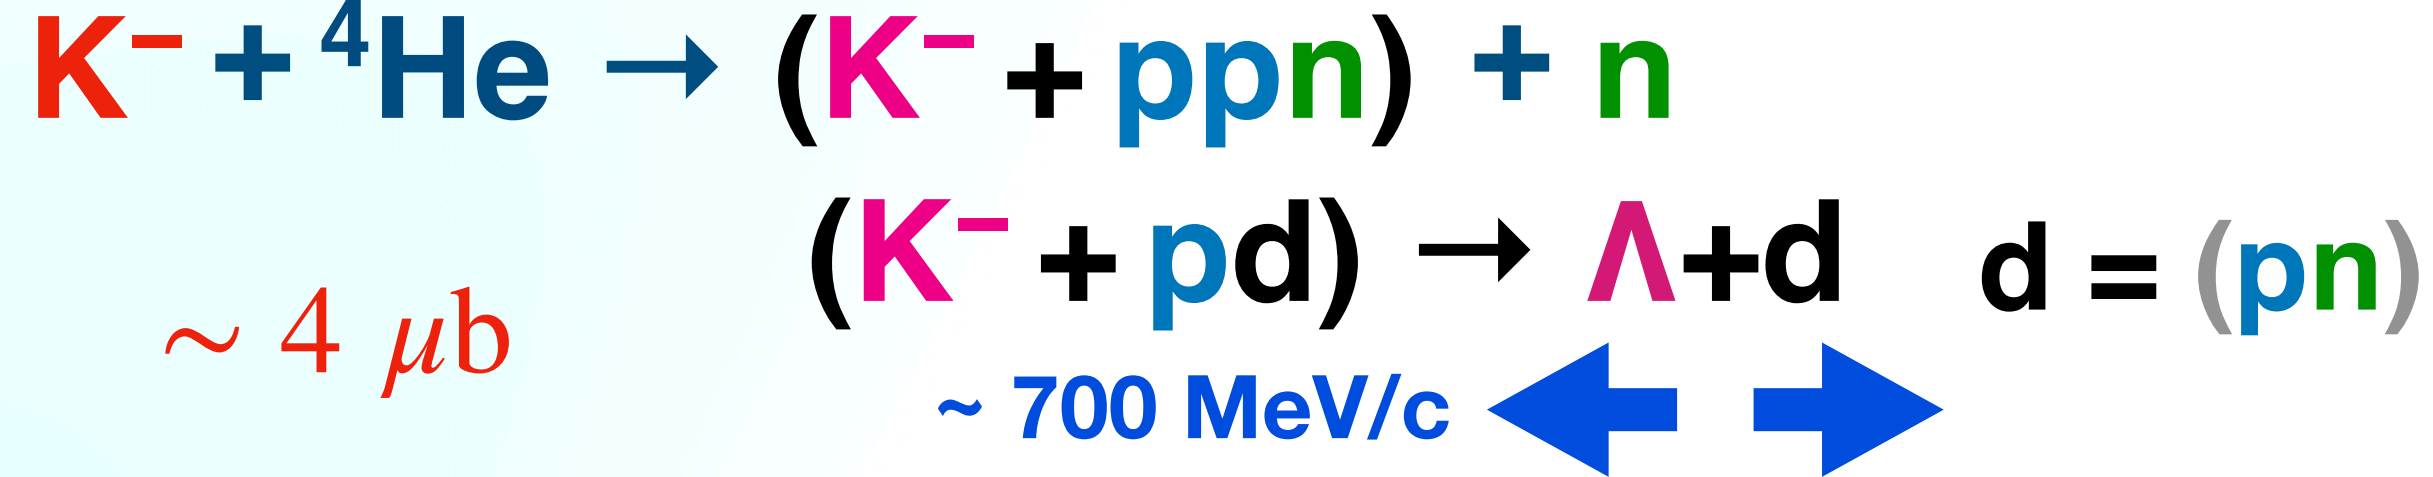 K⁻ + ⁴He → (K⁻ + ppn) + n
(K⁻ + pd) → Λ+d d = (pn)
~ 4 μb
~ 700 MeV/c